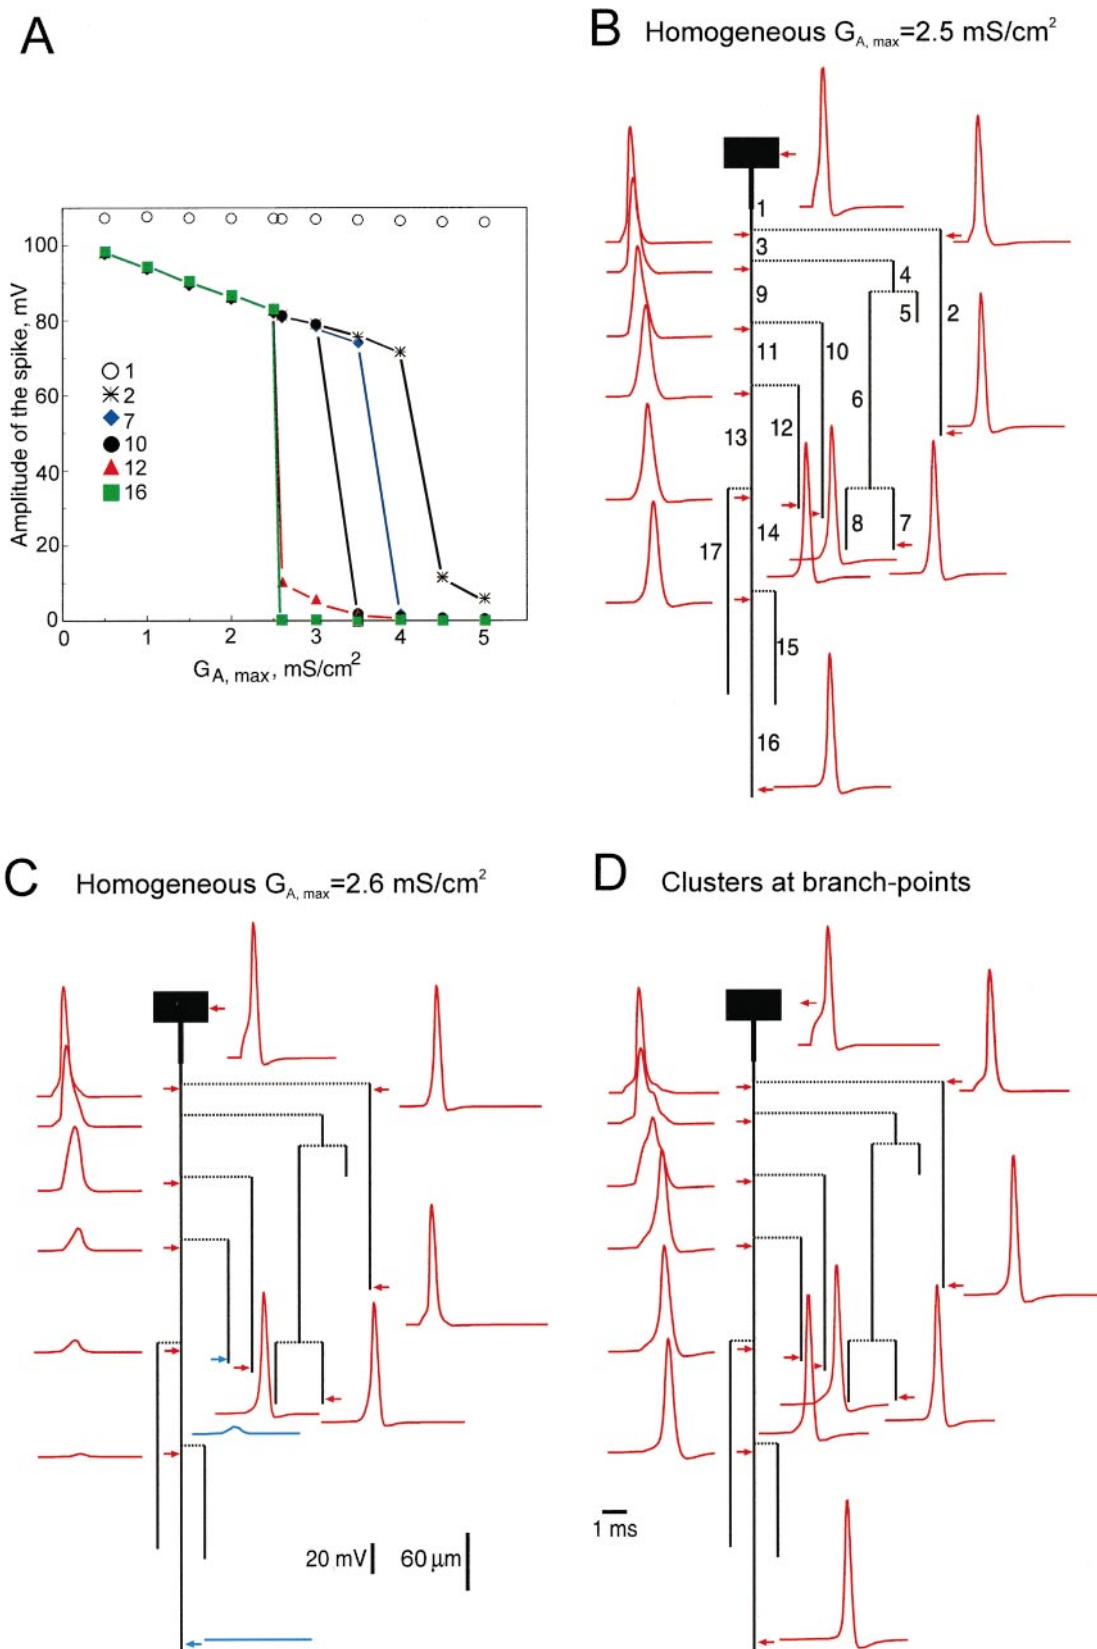 A
Amplitude of the spike, mV
100
80
60
40
20
0
1
2
7
10
12
16
0 1 2 3 4 5
G A, max, mS/cm2
B Homogeneous G A, max=2.5 mS/cm2
1
3
4
9
5
2
11
10
6
12
13
17
14
8
7
15
16
C Homogeneous G A, max=2.6 mS/cm2
20 mV
60 μm
D Clusters at branch-points
1 ms